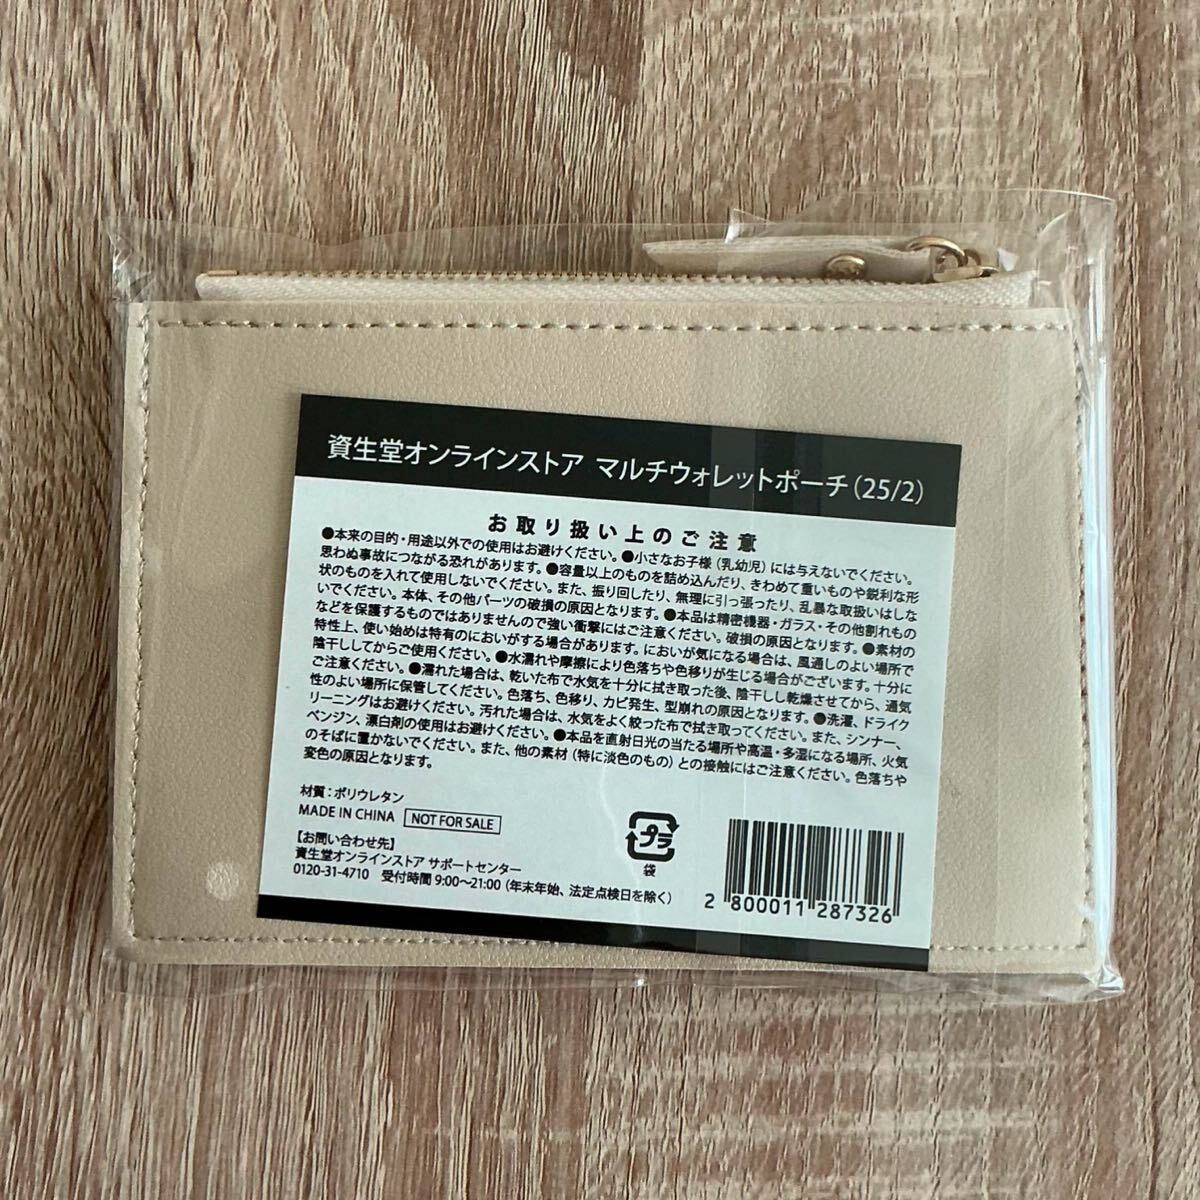 資生堂オンラインストア マルチウォレットポーチ(25/2)
お取り扱い上のご注意
●本来の目的・用途以外での使用はお避けください。●小さなお子様(乳幼児)には与えないでください。
思わぬ事故につながる恐れがあります。●容量以上のものを詰め込んだり、きわめて重いものや鋭利な形
状のものを入れて使用しないでください。また、振り回したり、無理に引っ張ったり、乱暴な取扱いはしな
いでください。本体、その他パーツの破損の原因となります。●本品は精密機器・ガラス・その他割れもの
などを保護するものではありませんので強い衝撃にはご注意ください。破損の原因となります。●素材の
特性上、使い始めは特有のにおいがする場合があります。においが気になる場合は、風通しのよい場所で
陰干ししてからご使用ください。●水濡れや摩擦により色落ちや色移りが生じる場合がございます。十分に
ご注意ください。●濡れた場合は、乾いた布で水気を十分に拭き取った後、陰干しし乾燥させてから、通気
性のよい場所に保管してください。色落ち、色移り、カビ発生、型崩れの原因となります。●洗濯、ドライク
リーニングはお避けください。汚れた場合は、水気をよく絞った布で拭き取ってください。また、シンナー、
ベンジン、漂白剤の使用はお避けください。●本品を直射日光の当たる場所や高温・多湿になる場所、火気
のそばに置かないでください。また、他の素材(特に淡色のもの)との接触にはご注意ください。色落ちや
変色の原因となります。
材質:ポリウレタン
MADE IN CHINA NOT FOR SALE
【お問い合わせ先】
資生堂オンラインストア サポートセンター
0120-31-4710 受付時間 9:00~21:00(年末年始、法定点検日を除く)
プラ
袋
2 800011 287326